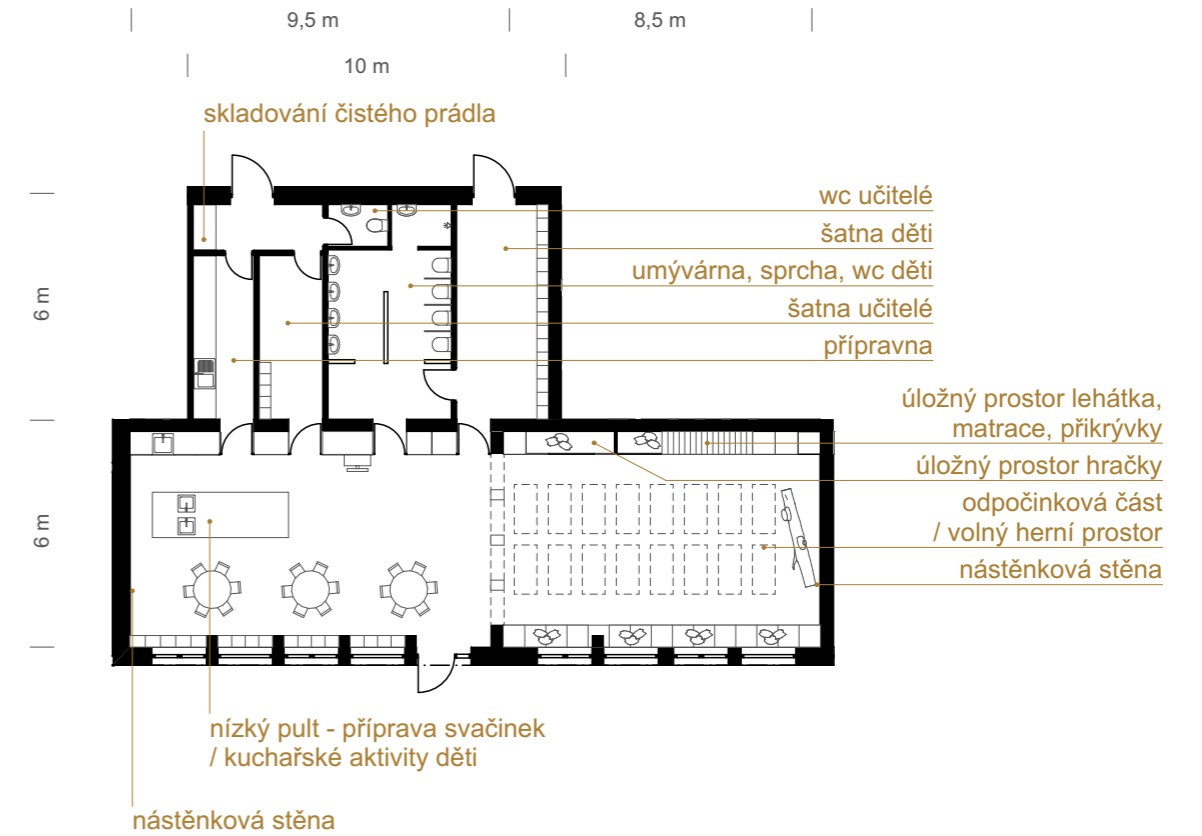 9,5 m
8,5 m
10 m
skladování čistého prádla
wc učitelé
šatna děti
umývárna, sprcha, wc děti
šatna učitelé
přípravna
6 m
úložný prostor lehátka,
matrace, přikrývky
úložný prostor hračky
odpočinková část
/ volný herní prostor
nástěnková stěna
6 m
nízký pult - příprava svačinek
/ kuchařské aktivity děti
nástěnková stěna